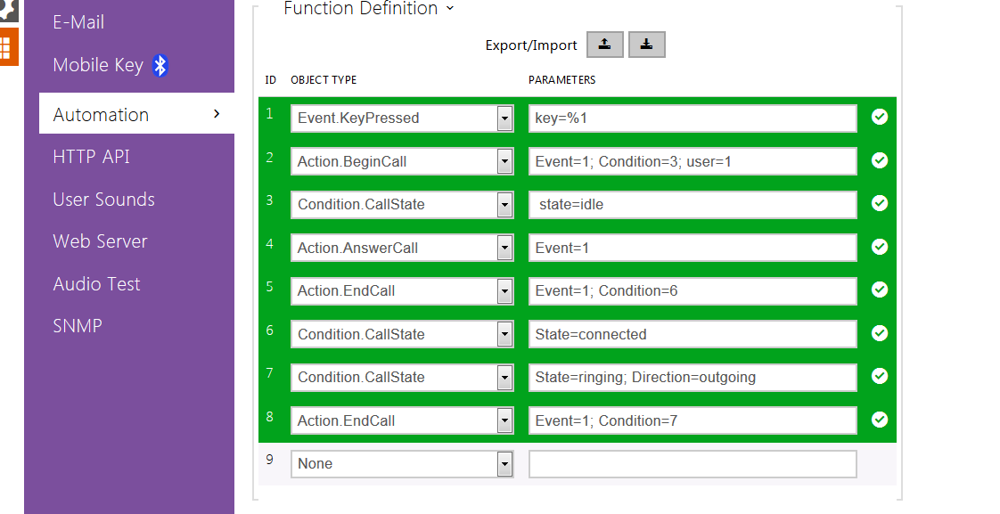 Function Definition
E-Mail
Mobile Key
Automation
HTTP API
User Sounds
Web Server
Audio Test
SNMP
Export/Import
ID OBJECT TYPE PARAMETERS
1 Event.KeyPressed key=%1
2 Action.BeginCall Event=1; Condition=3; user=1
3 Condition.CallState state=idle
4 Action.AnswerCall Event=1
5 Action.EndCall Event=1; Condition=6
6 Condition.CallState State=connected
7 Condition.CallState State=ringing; Direction=outgoing
8 Action.EndCall Event=1; Condition=7
9 None